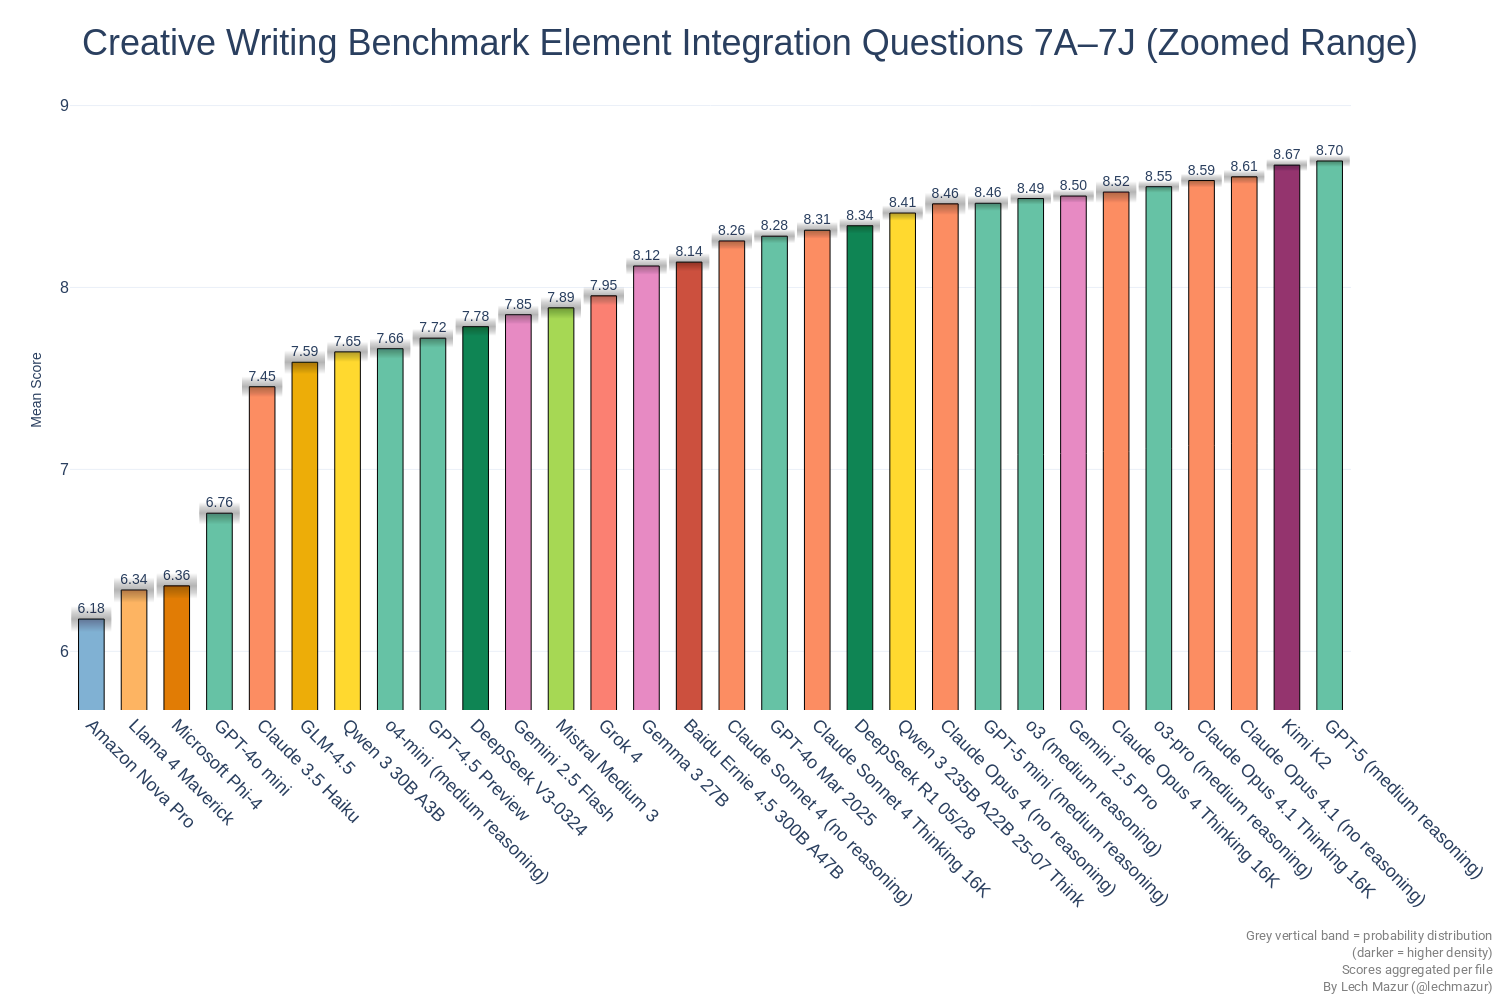 Creative Writing Benchmark Element Integration Questions 7A–7J (Zoomed Range)
9
8
7
6
Mean Score
6.18
6.34
6.36
6.76
7.45
7.59
7.65
7.66
7.72
7.78
7.85
7.89
7.95
8.12
8.14
8.26
8.28
8.31
8.34
8.41
8.46
8.46
8.49
8.50
8.52
8.55
8.59
8.61
8.67
8.70
Amazon Nova Pro
Llama 4 Maverick
Microsoft Phi-4
GPT-4o mini
Claude 3.5 Haiku
GLM-4.5
Qwen 3 30B A3B
o4-mini (medium reasoning)
GPT-4.5 Preview
DeepSeek V3-0324
Gemini 2.5 Flash
Mistral Medium 3
Grok 4
Gemma 3 27B
Baidu Ernie 4.5 300B A47B
Claude Sonnet 4 (no reasoning)
GPT-4o Mar 2025
Claude Sonnet 4 Thinking 16K
DeepSeek R1 05/28
Qwen 3 235B A22B 25-07 Think
Claude Opus 4 (no reasoning)
GPT-5 mini (medium reasoning)
o3 (medium reasoning)
Gemini 2.5 Pro
Claude Opus 4 Thinking 16K
o3-pro (medium reasoning)
Claude Opus 4.1 Thinking 16K
Claude Opus 4.1 (no reasoning)
Kimi K2
GPT-5 (medium reasoning)
Grey vertical band = probability distribution
(darker = higher density)
Scores aggregated per file
By Lech Mazur (@lechmazur)